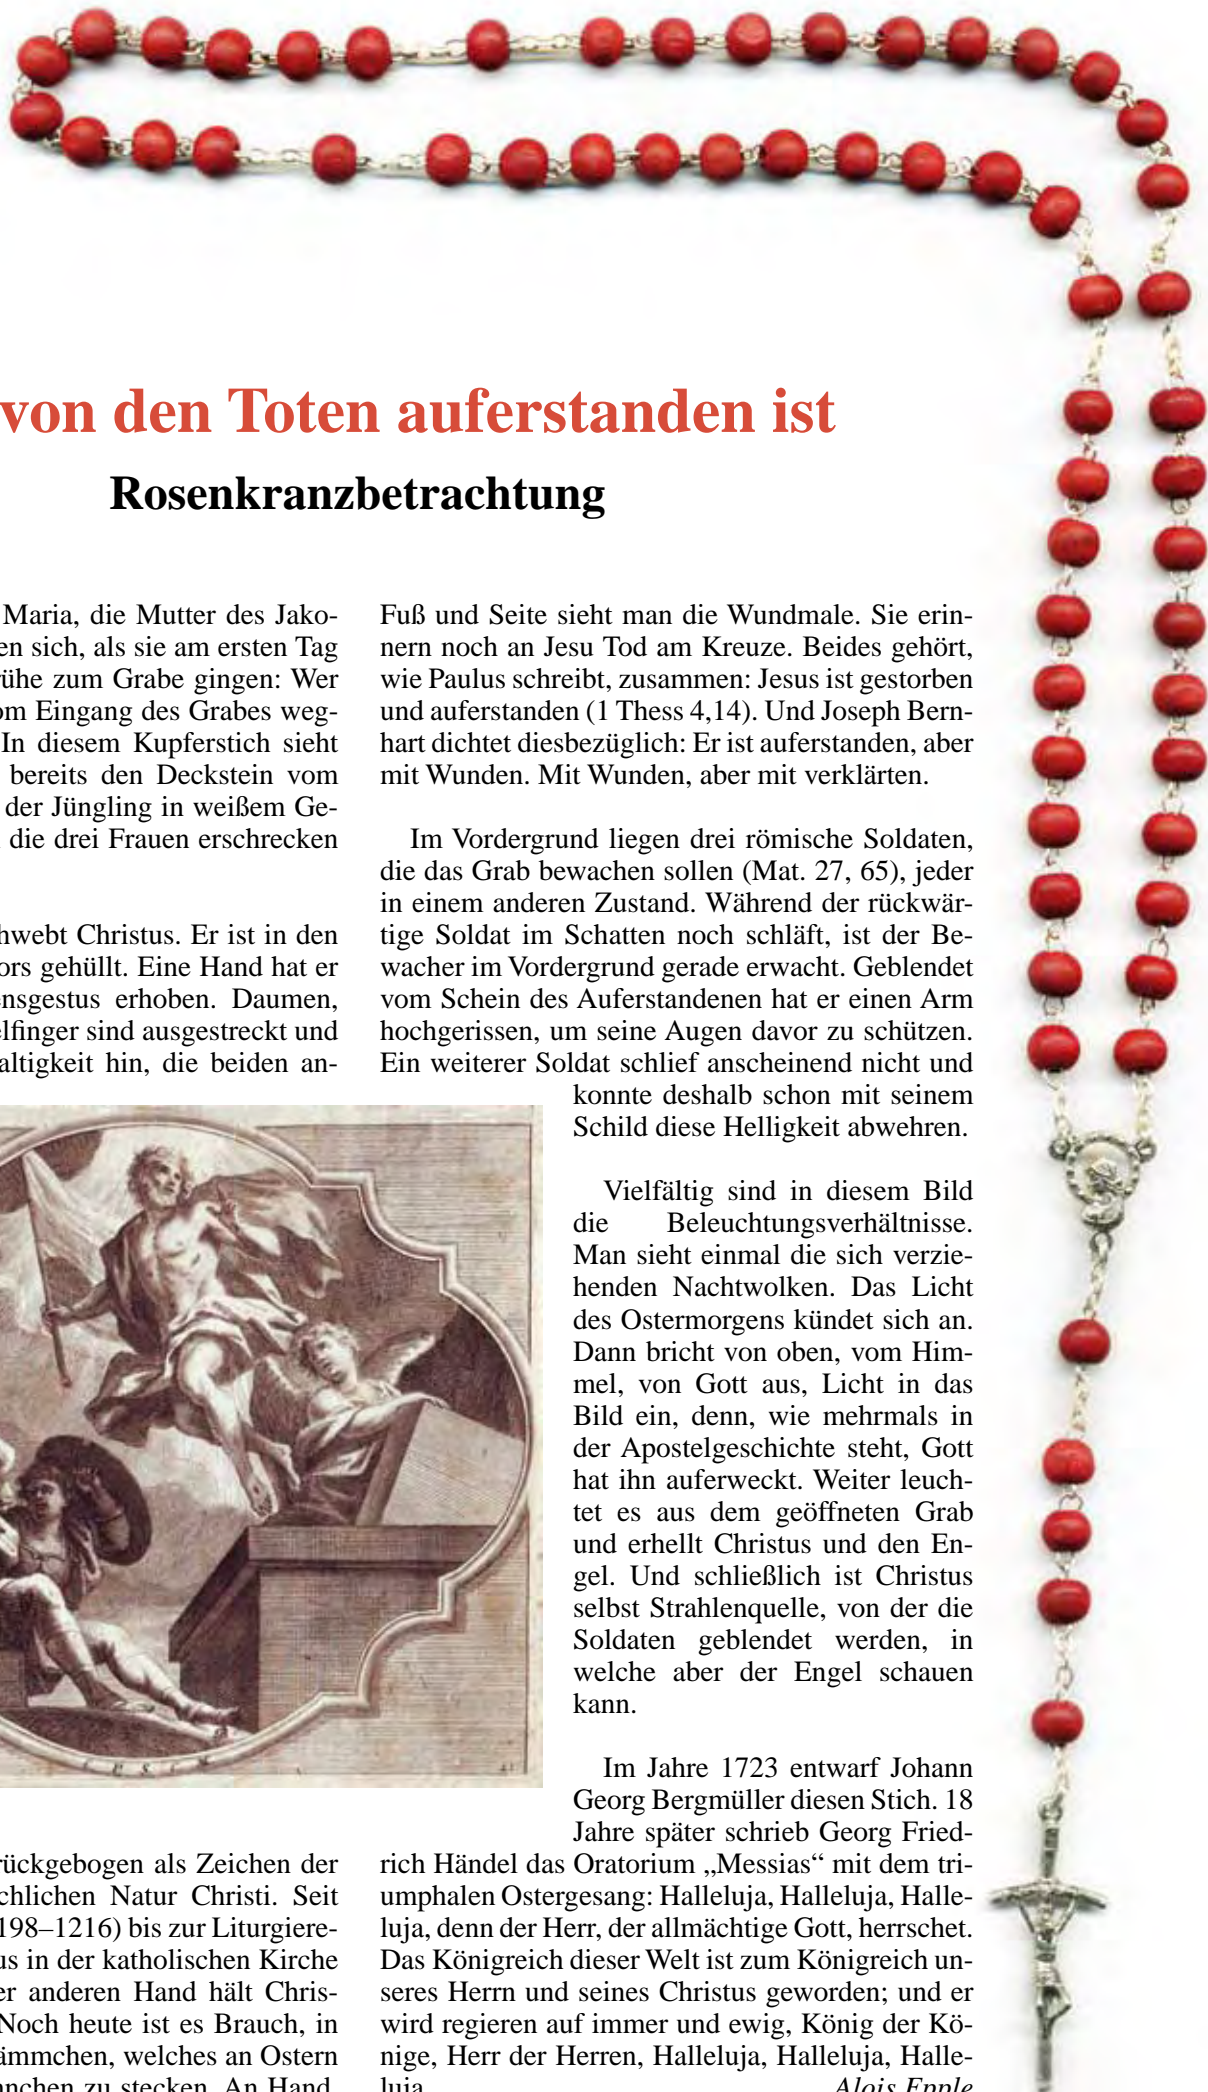 von den Toten auferstanden ist
Rosenkranzbetrachtung
Maria, die Mutter des Jako-
en sich, als sie am ersten Tag
ühe zum Grabe gingen: Wer
om Eingang des Grabes weg-
In diesem Kupferstich sieht
bereits den Deckstein vom
der Jüngling in weißem Ge-
die drei Frauen erschrecken
hwebt Christus. Er ist in den
ors gehüllt. Eine Hand hat er
ensgestus erhoben. Daumen,
elfinger sind ausgestreckt und
altigkeit hin, die beiden an-
rückgebogen als Zeichen der
chlichen Natur Christi. Seit
198–1216) bis zur Liturgiere-
us in der katholischen Kirche
er anderen Hand hält Chris-
Noch heute ist es Brauch, in
ämmchen, welches an Ostern
nnchen zu stecken. An Hand,
Fuß und Seite sieht man die Wundmale. Sie erin-
nern noch an Jesu Tod am Kreuze. Beides gehört,
wie Paulus schreibt, zusammen: Jesus ist gestorben
und auferstanden (1 Thess 4,14). Und Joseph Bern-
hart dichtet diesbezüglich: Er ist auferstanden, aber
mit Wunden. Mit Wunden, aber mit verklärten.
Im Vordergrund liegen drei römische Soldaten,
die das Grab bewachen sollen (Mat. 27, 65), jeder
in einem anderen Zustand. Während der rückwär-
tige Soldat im Schatten noch schläft, ist der Be-
wacher im Vordergrund gerade erwacht. Geblendet
vom Schein des Auferstandenen hat er einen Arm
hochgerissen, um seine Augen davor zu schützen.
Ein weiterer Soldat schlief anscheinend nicht und
konnte deshalb schon mit seinem
Schild diese Helligkeit abwehren.
Vielfältig sind in diesem Bild
die Beleuchtungsverhältnisse.
Man sieht einmal die sich verzie-
henden Nachtwolken. Das Licht
des Ostermorgens kündet sich an.
Dann bricht von oben, vom Him-
mel, von Gott aus, Licht in das
Bild ein, denn, wie mehrmals in
der Apostelgeschichte steht, Gott
hat ihn auferweckt. Weiter leuch-
tet es aus dem geöffneten Grab
und erhellt Christus und den En-
gel. Und schließlich ist Christus
selbst Strahlenquelle, von der die
Soldaten geblendet werden, in
welche aber der Engel schauen
kann.
Im Jahre 1723 entwarf Johann
Georg Bergmüller diesen Stich. 18
Jahre später schrieb Georg Fried-
rich Händel das Oratorium „Messias“ mit dem tri-
umphalen Ostergesang: Halleluja, Halleluja, Halle-
luja, denn der Herr, der allmächtige Gott, herrschet.
Das Königreich dieser Welt ist zum Königreich un-
seres Herrn und seines Christus geworden; und er
wird regieren auf immer und ewig, König der Kö-
nige, Herr der Herren, Halleluja, Halleluja, Halle-
luja. Alois Epple